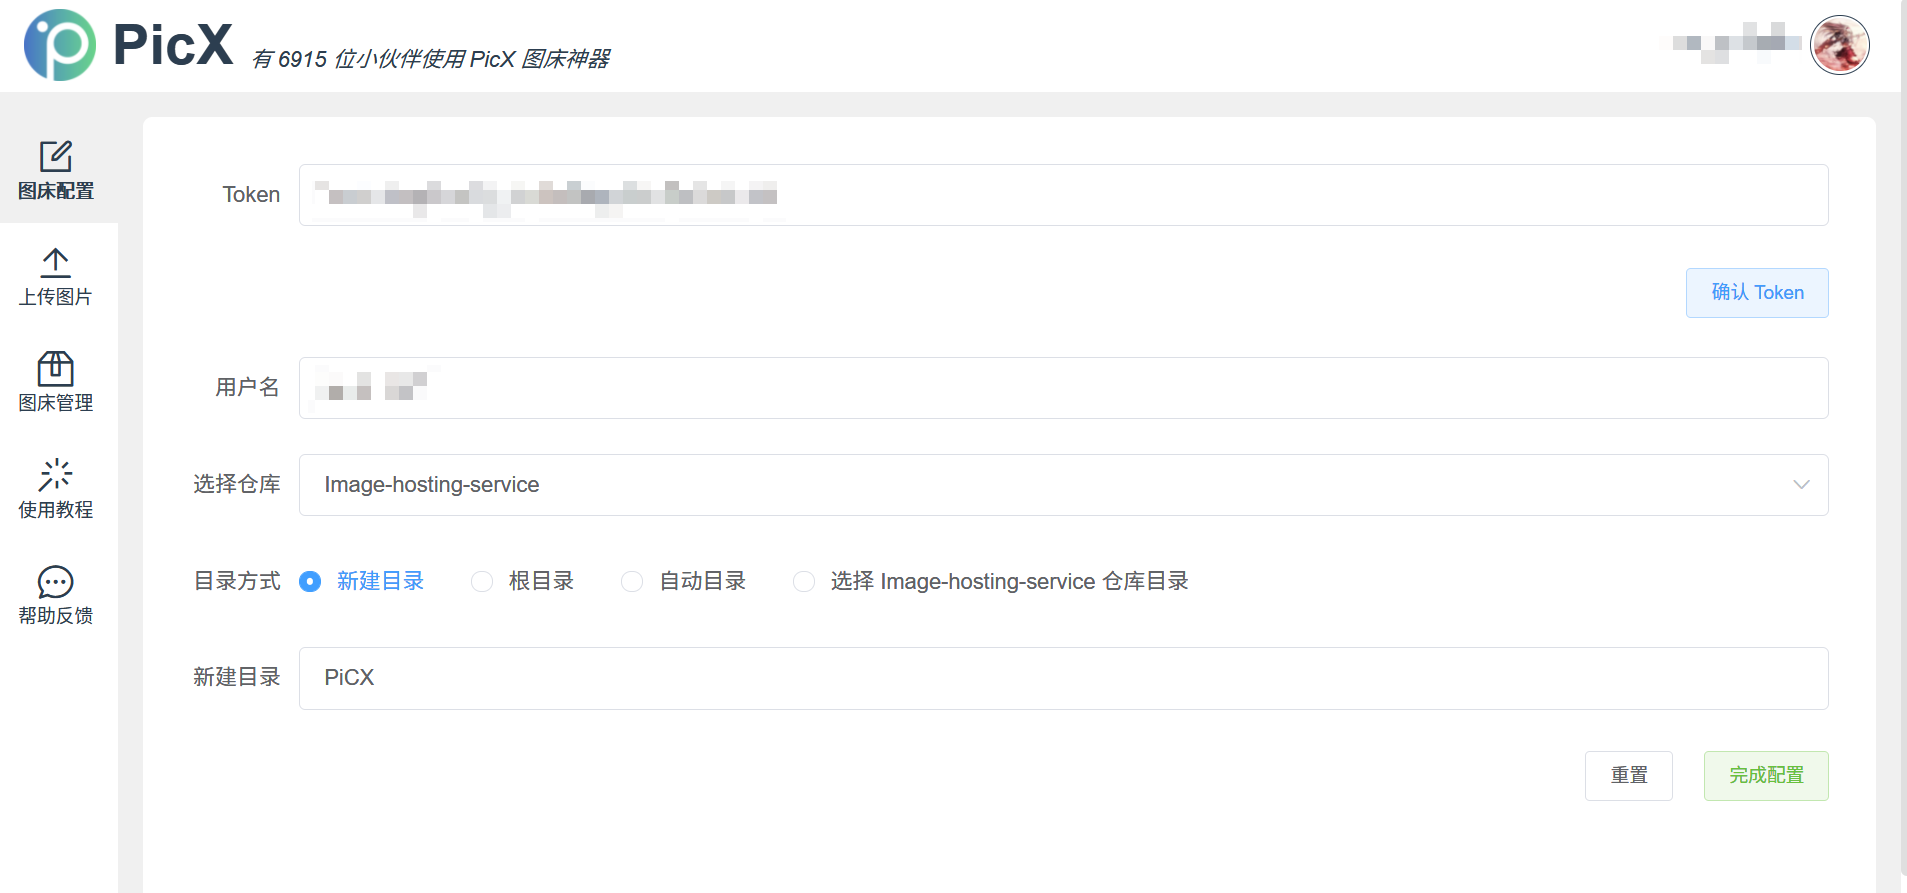 PicX 有 6915 位小伙伴使用 PicX 图床神器
图床配置
上传图片
图床管理
使用教程
帮助反馈
Token
确认 Token
用户名
选择仓库 Image-hosting-service
目录方式 新建目录 根目录 自动目录 选择 Image-hosting-service 仓库目录
新建目录 PiCX
重置 完成配置